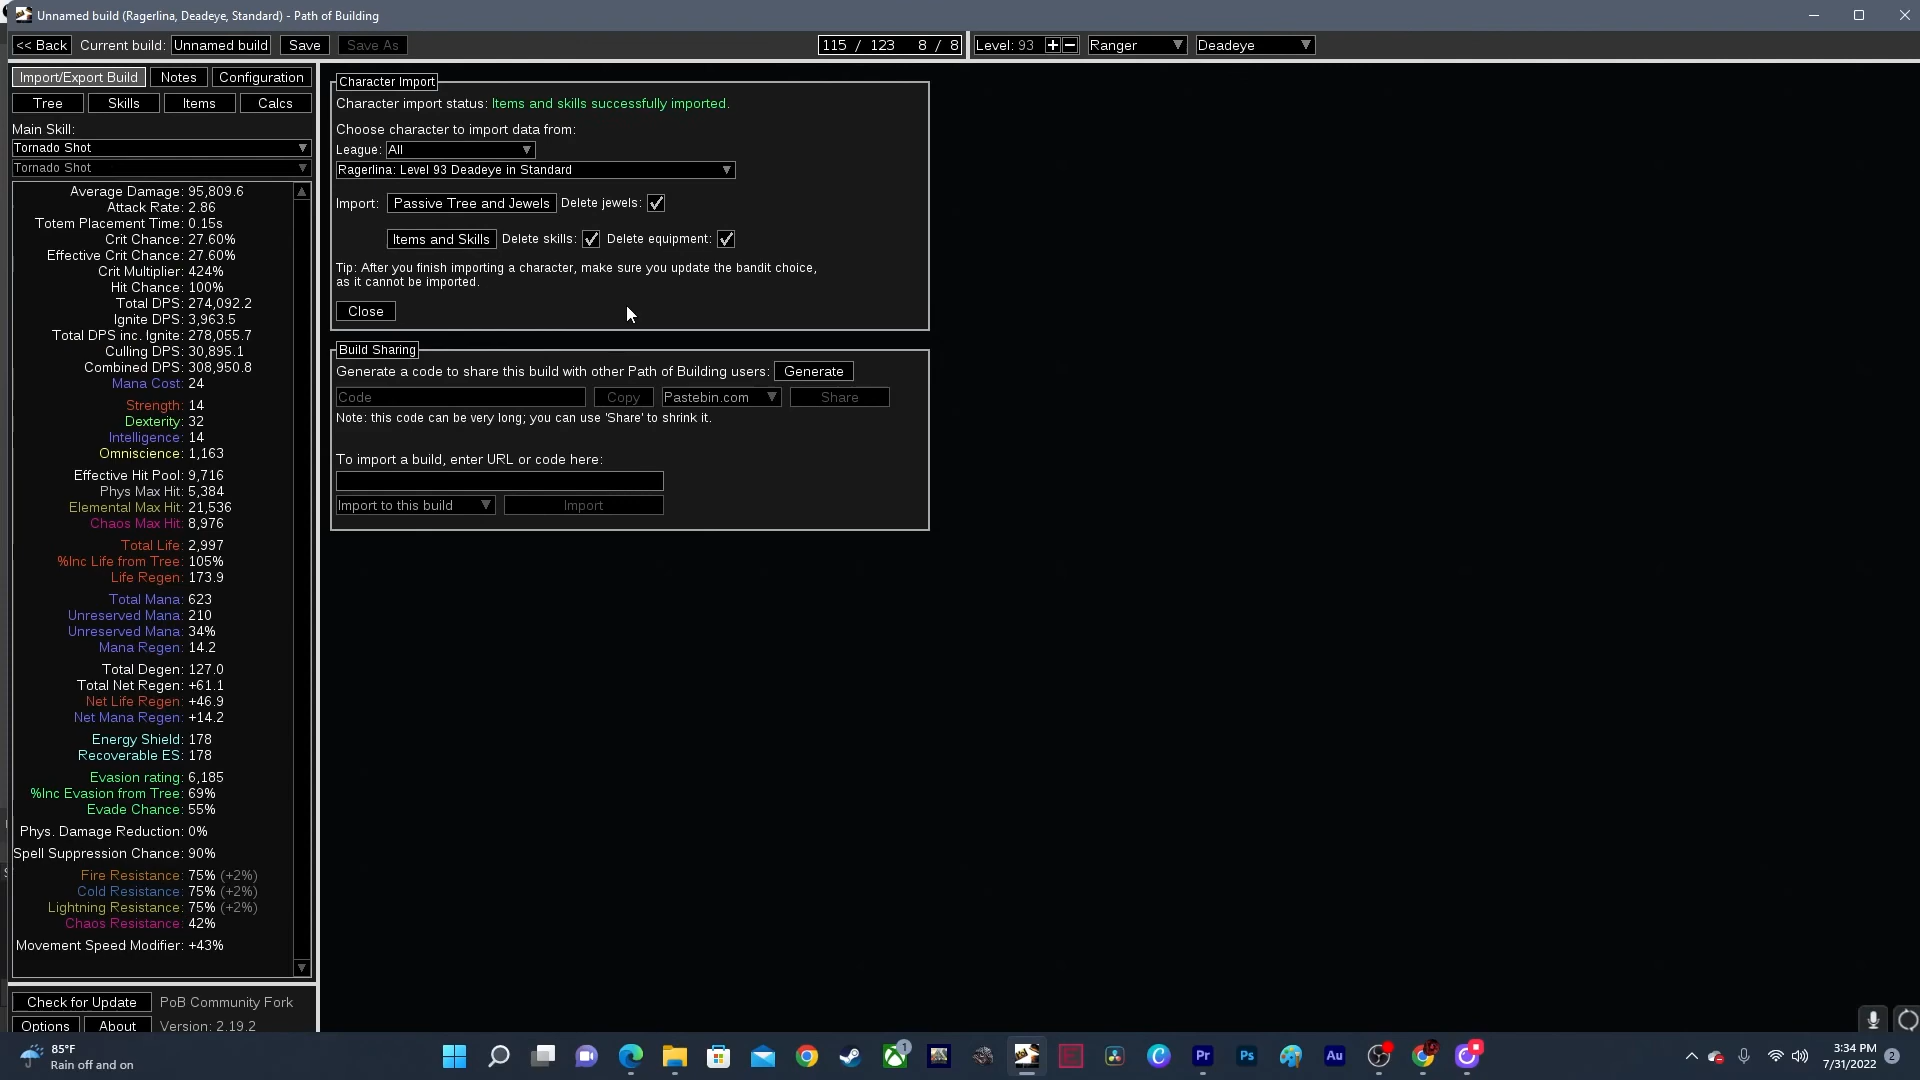 Unnamed build (Ragerlina, Deadeye, Standard) - Path of Building
<< Back Current build: Unnamed build Save Save As 115 / 123 8 / 8 Level: 93 Ranger Deadeye
Import/Export Build Notes Configuration
Tree Skills Items Calcs
Main Skill:
Tornado Shot
Tornado Shot
Average Damage: 95,809.6
Attack Rate: 2.86
Totem Placement Time: 0.15s
Crit Chance: 27.60%
Effective Crit Chance: 27.60%
Crit Multiplier: 424%
Hit Chance: 100%
Total DPS: 274,092.2
Ignite DPS: 3,963.5
Total DPS inc. Ignite: 278,055.7
Culling DPS: 30,895.1
Combined DPS: 308,950.8
Mana Cost: 24
Strength: 14
Dexterity: 32
Intelligence: 14
Omniscience: 1,163
Effective Hit Pool: 9,716
Phys Max Hit: 5,384
Elemental Max Hit: 21,536
Chaos Max Hit: 8,976
Total Life: 2,997
%Inc Life from Tree: 105%
Life Regen: 173.9
Total Mana: 623
Unreserved Mana: 210
Unreserved Mana: 34%
Mana Regen: 14.2
Total Degen: 127.0
Total Net Regen: +61.1
Net Life Regen: +46.9
Net Mana Regen: +14.2
Energy Shield: 178
Recoverable ES: 178
Evasion rating: 6,185
%Inc Evasion from Tree: 69%
Evade Chance: 55%
Phys. Damage Reduction: 0%
Spell Suppression Chance: 90%
Fire Resistance: 75% (+2%)
Cold Resistance: 75% (+2%)
Lightning Resistance: 75% (+2%)
Chaos Resistance: 42%
Movement Speed Modifier: +43%
Check for Update PoB Community Fork
Options About Version: 2.19.2
Character Import
Character import status: Items and skills successfully imported.
Choose character to import data from:
League: All
Ragerlina: Level 93 Deadeye in Standard
Import: Passive Tree and Jewels Delete jewels:
Items and Skills Delete skills: Delete equipment:
Tip: After you finish importing a character, make sure you update the bandit choice,
as it cannot be imported.
Close
Build Sharing
Generate a code to share this build with other Path of Building users: Generate
Code Copy Pastebin.com Share
Note: this code can be very long; you can use 'Share' to shrink it.
To import a build, enter URL or code here:
Import to this build Import
85°F
Rain off and on
1
Pr Ps Au
3:34 PM
7/31/2022
2